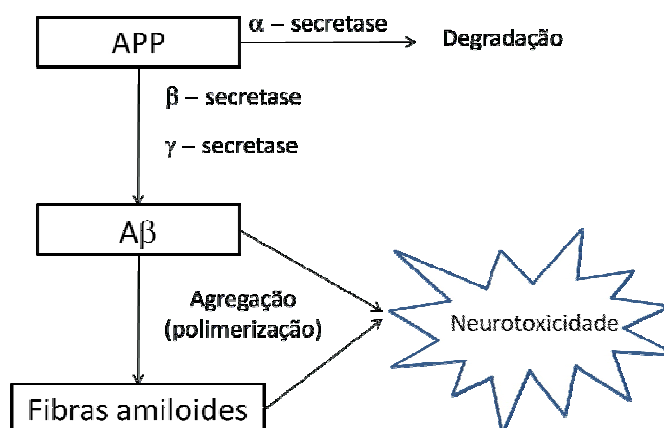 APP
α – secretase
Degradação
β – secretase
γ – secretase
Aβ
Agregação
(polimerização)
Neurotoxicidade
Fibras amiloides